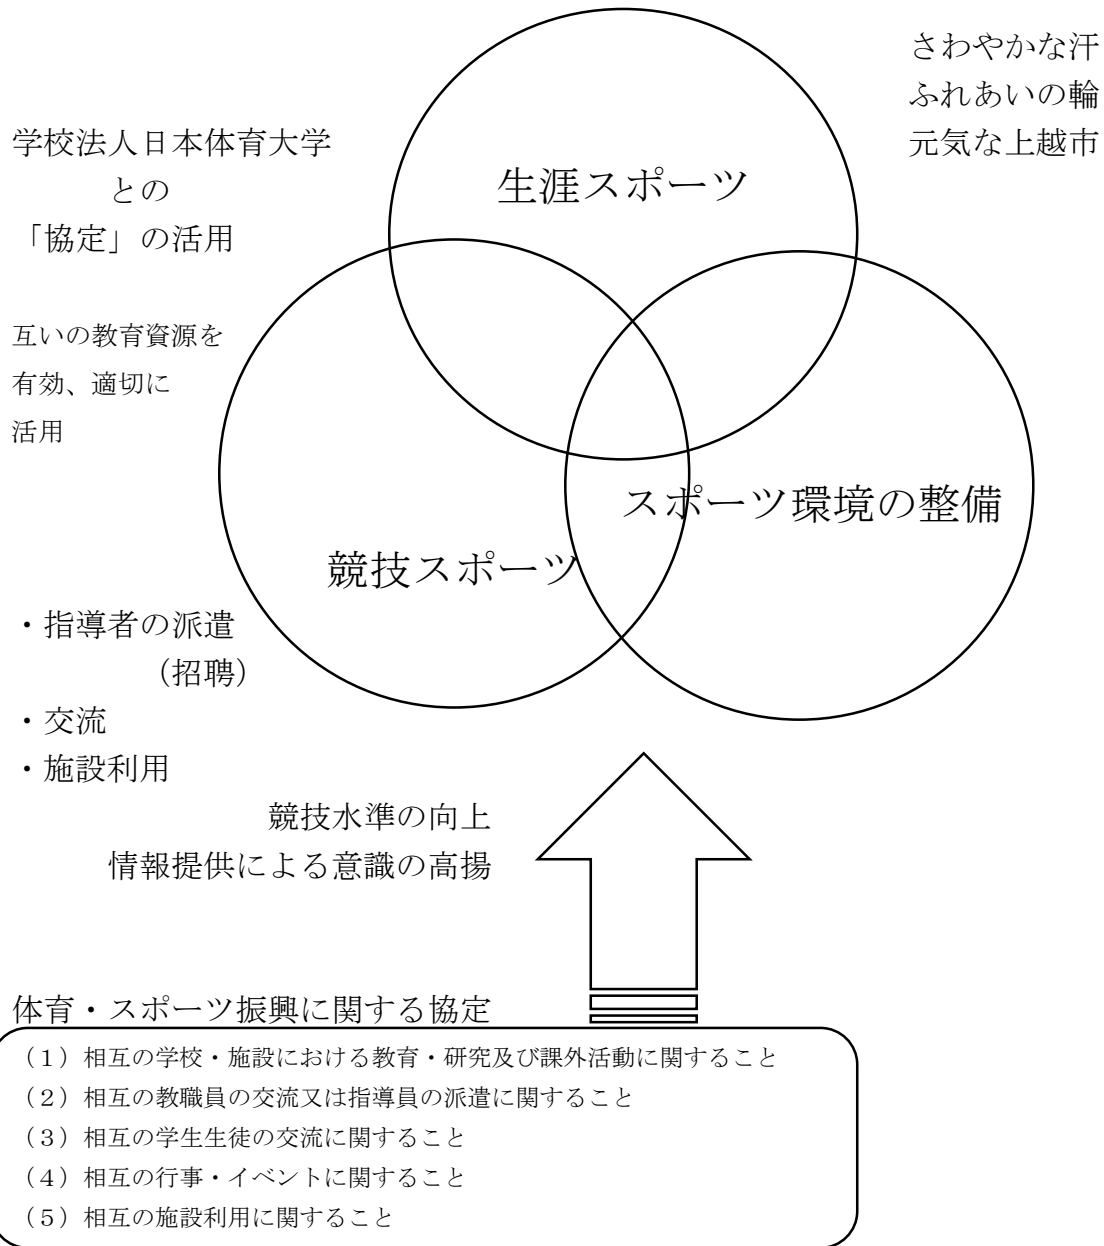 さわやかな汗
ふれあいの輪
元気な上越市
学校法人日本体育大学
との
「協定」の活用
生涯スポーツ
互いの教育資源を
有効、適切に
活用
スポーツ環境の整備
競技スポーツ
・指導者の派遣
（招聘）
・交流
・施設利用
競技水準の向上
情報提供による意識の高揚
体育・スポーツ振興に関する協定
（１）相互の学校・施設における教育・研究及び課外活動に関すること
（２）相互の教職員の交流又は指導員の派遣に関すること
（３）相互の学生生徒の交流に関すること
（４）相互の行事・イベントに関すること
（５）相互の施設利用に関すること